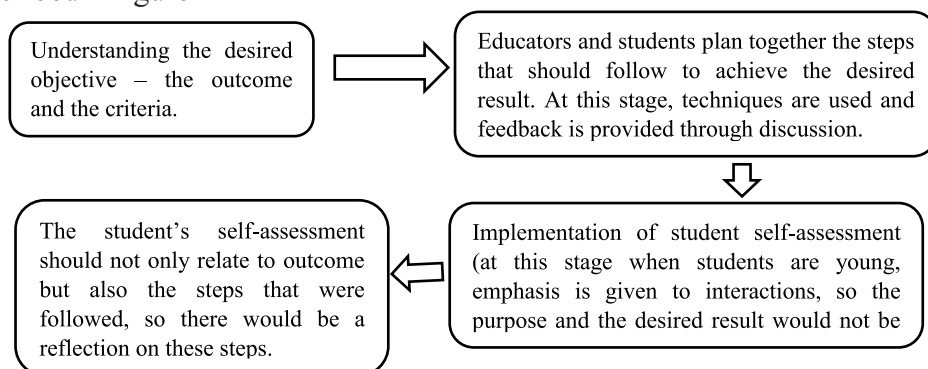 Understanding the desired
objective – the outcome
and the criteria.
Educators and students plan together the steps
that should follow to achieve the desired
result. At this stage, techniques are used and
feedback is provided through discussion.
Implementation of student self-assessment
(at this stage when students are young,
emphasis is given to interactions, so the
purpose and the desired result would not be
The student’s self-assessment
should not only relate to outcome
but also the steps that were
followed, so there would be a
reflection on these steps.